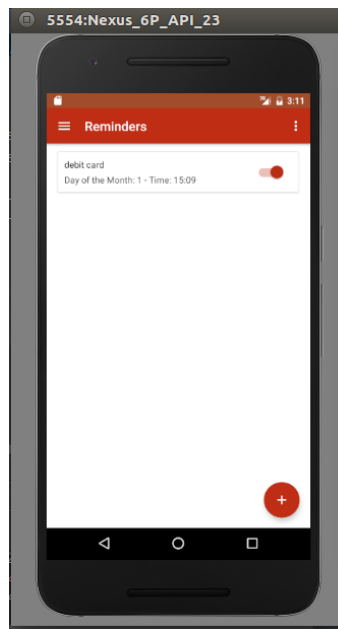 5554:Nexus_6P_API_23
3:11
Reminders
debit card
Day of the Month: 1 - Time: 15:09
+